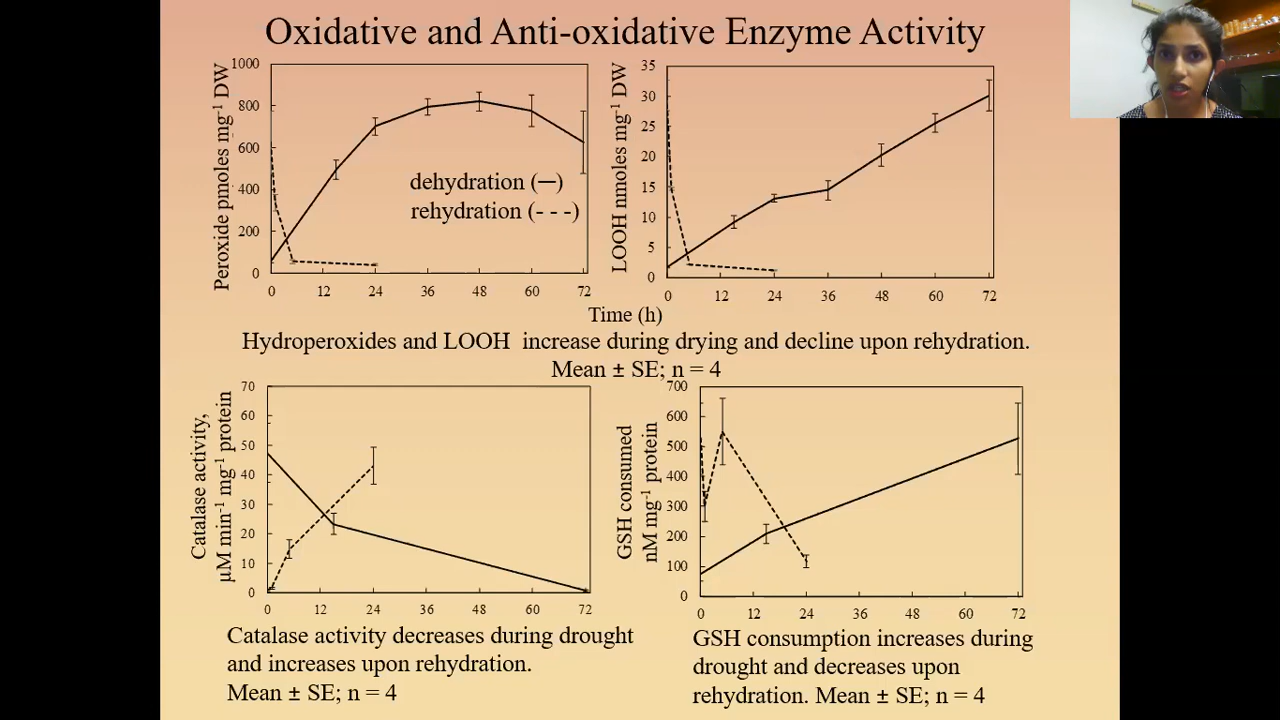 Oxidative and Anti-oxidative Enzyme Activity
Peroxide pmoles mg⁻¹ DW
1000
800
600
400
200
0
0 12 24 36 48 60 72
dehydration (─)
rehydration (- - -)
LOOH nmoles mg⁻¹ DW
35
30
25
20
15
10
5
0
0 12 24 36 48 60 72
Time (h)
Hydroperoxides and LOOH increase during drying and decline upon rehydration.
Mean ± SE; n = 4
Catalase activity,
µM min⁻¹ mg⁻¹ protein
70
60
50
40
30
20
10
0
0 12 24 36 48 60 72
Catalase activity decreases during drought
and increases upon rehydration.
Mean ± SE; n = 4
GSH consumed
nM mg⁻¹ protein
700
600
500
400
300
200
100
0
0 12 24 36 48 60 72
GSH consumption increases during
drought and decreases upon
rehydration. Mean ± SE; n = 4